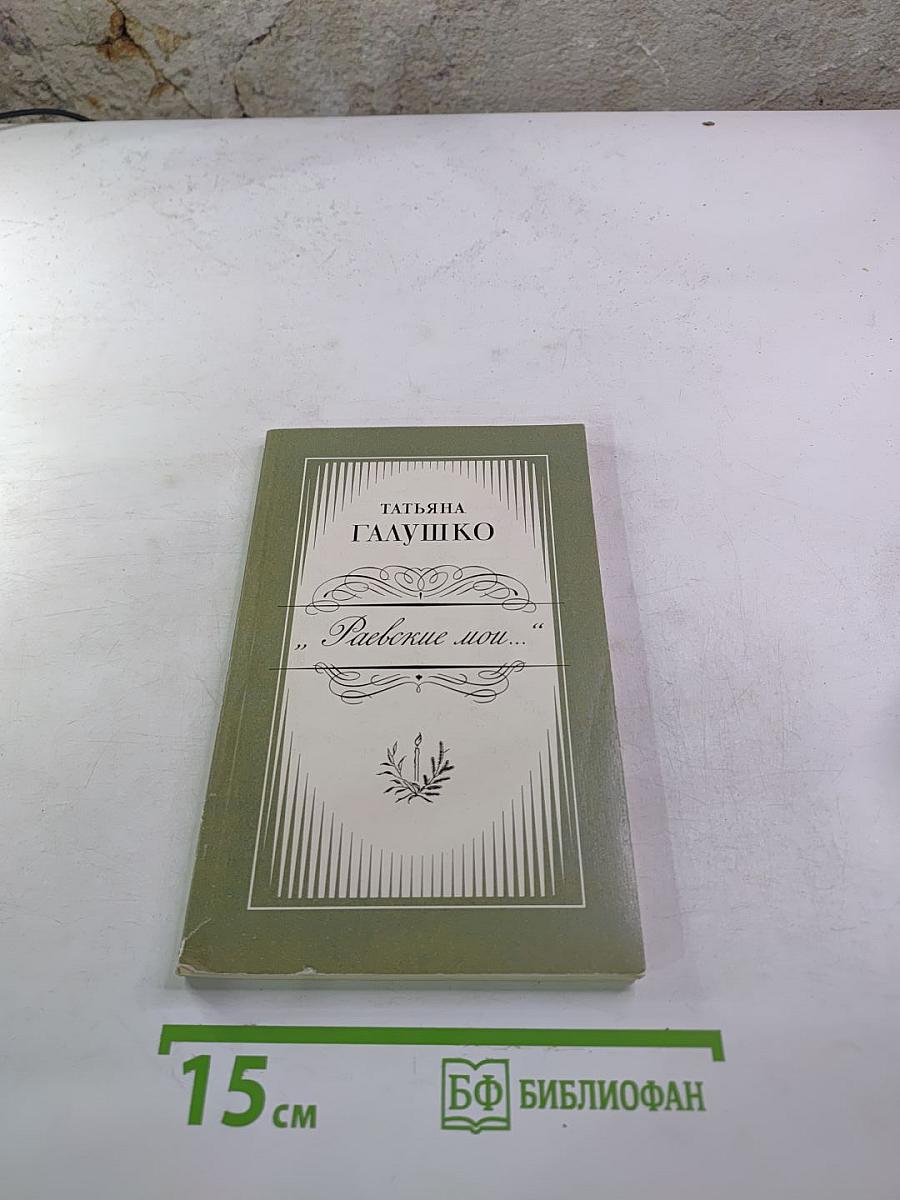 ТАТЬЯНА
ГАЛУШКО
„Раевские мои...“
15 см
БФ БИБЛИОФАН